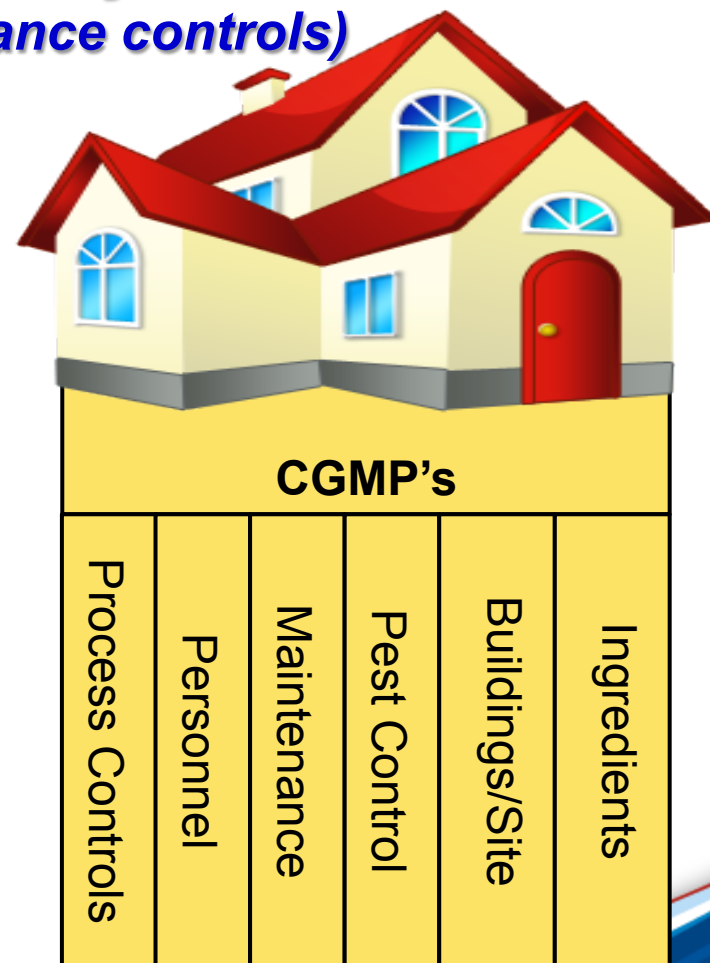 ance controls)
CGMP's
Process Controls
Personnel
Maintenance
Pest Control
Buildings/Site
Ingredients